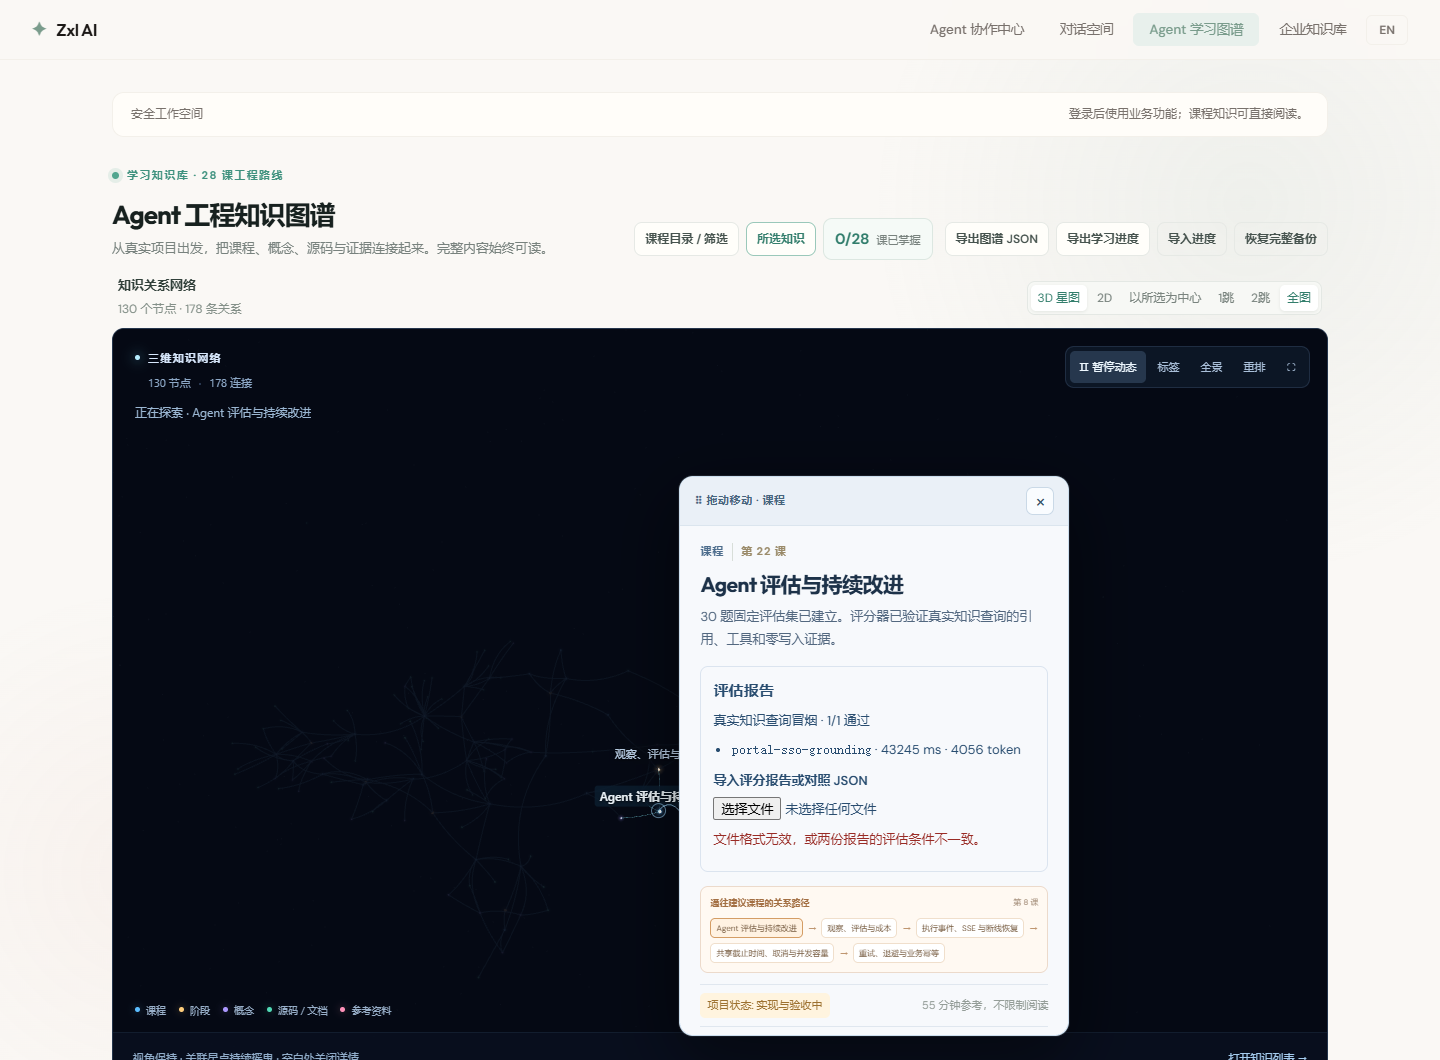 Zxl AI
Agent 协作中心
对话空间
Agent 学习图谱
企业知识库
EN
安全工作空间
登录后使用业务功能；课程知识可直接阅读。
学习知识库 · 28 课工程路线
Agent 工程知识图谱
从真实项目出发，把课程、概念、源码与证据连接起来。完整内容始终可读。
课程目录 / 筛选
所选知识
0/28 课已掌握
导出图谱 JSON
导出学习进度
导入进度
恢复完整备份
知识关系网络
130 个节点 · 178 条关系
3D 星图
2D
以所选为中心
1跳
2跳
全图
三维知识网络
130 节点 · 178 连接
正在探索 · Agent 评估与持续改进
暂停动态
标签
全景
重排
拖动移动 · 课程
×
课程
第 22 课
Agent 评估与持续改进
30 题固定评估集已建立。评分器已验证真实知识查询的引
用、工具和零写入证据。
评估报告
真实知识查询冒烟 · 1/1 通过
• portal-sso-grounding · 43245 ms · 4056 token
导入评分报告或对照 JSON
选择文件 未选择任何文件
文件格式无效，或两份报告的评估条件不一致。
通往建议课程的关系路径
第 8 课
Agent 评估与持续改进 → 观察、评估与成本 → 执行事件、SSE 与断线恢复 →
共享截止时间、取消与并发容量 → 重试、退避与业务幂等
项目状态: 实现与验收中
55 分钟参考，不限制阅读
观察、评估与
Agent 评估与持
课程
阶段
概念
源码 / 文档
参考资料
视角保持 · 关联星点持续摇曳 · 空白处关闭详情
打开知识列表 →